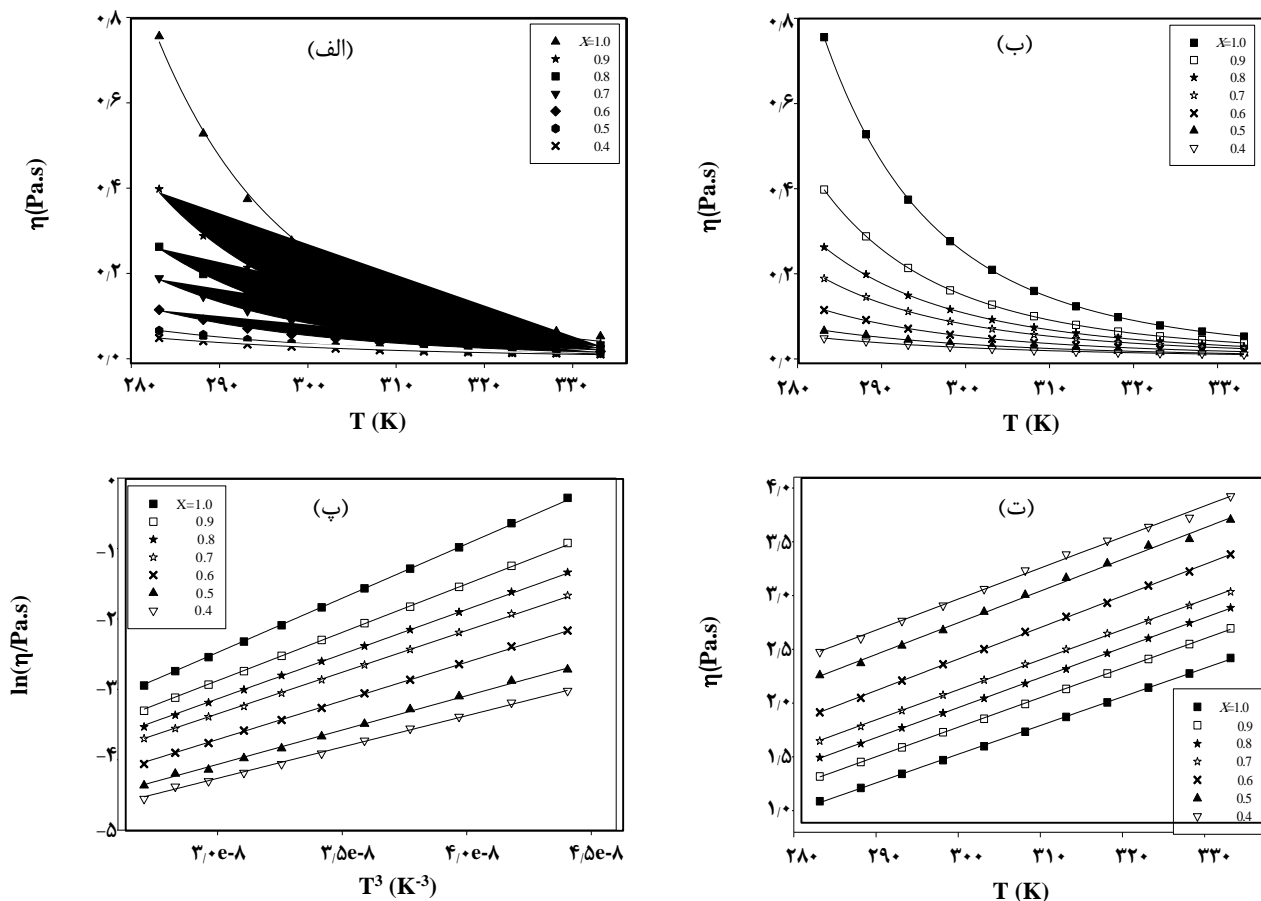 (الف)
η(Pa.s)
۰/۸
۰/۶
۰/۴
۰/۲
۰/۰
۲۸۰ ۲۹۰ ۳۰۰ ۳۱۰ ۳۲۰ ۳۳۰
T (K)
X=1.0
0.9
0.8
0.7
0.6
0.5
0.4
(ب)
η(Pa.s)
۰/۸
۰/۶
۰/۴
۰/۲
۰/۰
۲۸۰ ۲۹۰ ۳۰۰ ۳۱۰ ۳۲۰ ۳۳۰
T (K)
X=1.0
0.9
0.8
0.7
0.6
0.5
0.4
(پ)
ln(η/Pa.s)
۰
−۱
−۲
−۳
−۴
−۵
۳/۰e-۸ ۳/۵e-۸ ۴/۰e-۸ ۴/۵e-۸
T³ (K⁻³)
X=1.0
0.9
0.8
0.7
0.6
0.5
0.4
(ت)
η(Pa.s)
۴/۰
۳/۵
۳/۰
۲/۵
۲/۰
۱/۵
۱/۰
۲۸۰ ۲۹۰ ۳۰۰ ۳۱۰ ۳۲۰ ۳۳۰
T (K)
X=1.0
0.9
0.8
0.7
0.6
0.5
0.4